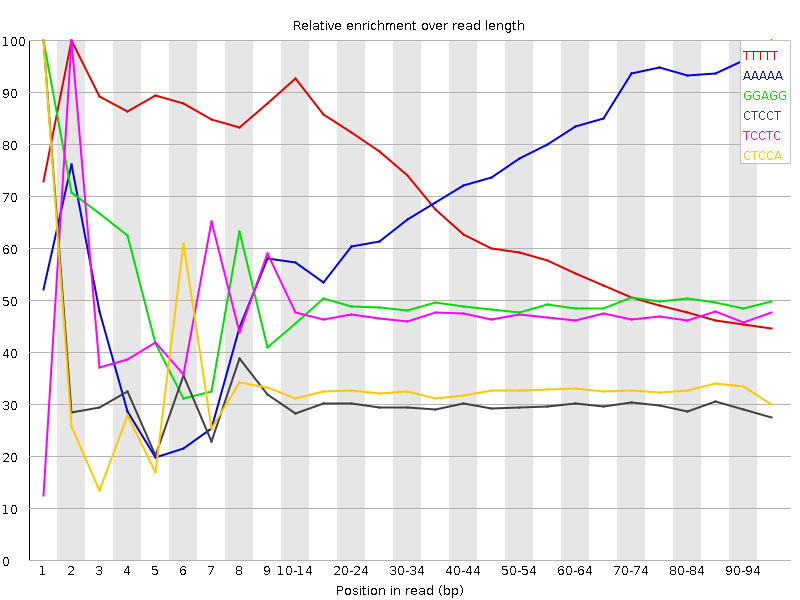 Relative enrichment over read length
100
90
80
70
60
50
40
30
20
10
0
TTTTT
AAAAA
GGAGG
CTCCT
TCCTC
CTCCA
1 2 3 4 5 6 7 8 9 10-14 20-24 30-34 40-44 50-54 60-64 70-74 80-84 90-94
Position in read (bp)